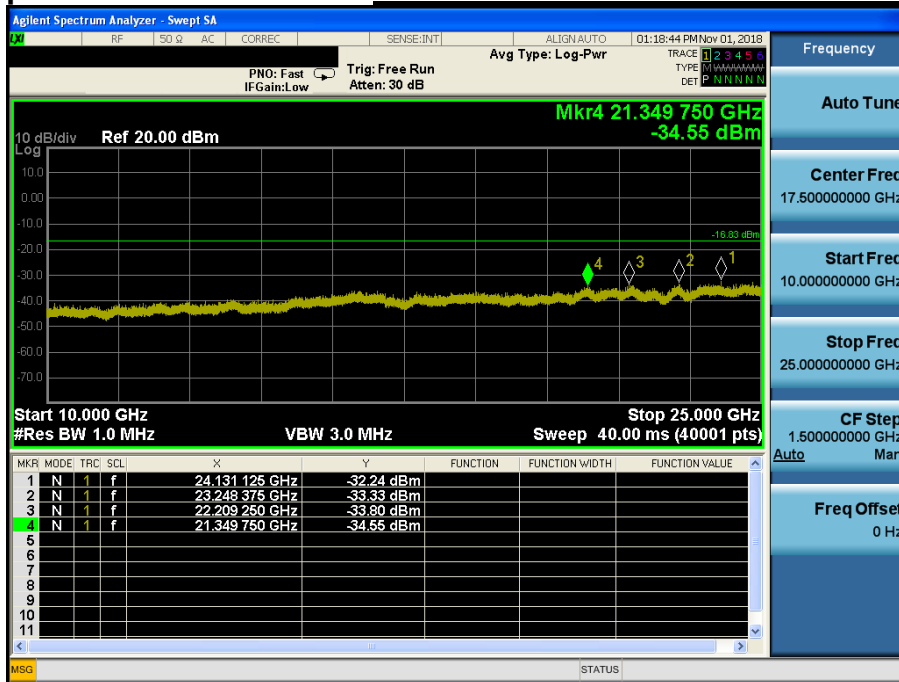 Agilent Spectrum Analyzer - Swept SA
LXI RF 50 Ω AC CORREC SENSE:INT ALIGN AUTO 01:18:44 PM Nov 01, 2018
Avg Type: Log-Pwr TRACE 1 2 3 4 5 6
TYPE M WWWWW
DET P N N N N N
PNO: Fast Trig: Free Run
IFGain:Low Atten: 30 dB
Mkr4 21.349 750 GHz
-34.55 dBm
10 dB/div Ref 20.00 dBm
Log
10.0
0.00
-10.0
-16.83 dBm
-20.0
4 3 2 1
-30.0
-40.0
-50.0
-60.0
-70.0
Start 10.000 GHz Stop 25.000 GHz
#Res BW 1.0 MHz VBW 3.0 MHz Sweep 40.00 ms (40001 pts)
MKR MODE TRC SCL X Y FUNCTION FUNCTION WIDTH FUNCTION VALUE
1 N 1 f 24.131 125 GHz -32.24 dBm
2 N 1 f 23.248 375 GHz -33.33 dBm
3 N 1 f 22.209 250 GHz -33.80 dBm
4 N 1 f 21.349 750 GHz -34.55 dBm
5
6
7
8
9
10
11
MSG STATUS
Frequency
Auto Tune
Center Freq
17.500000000 GHz
Start Freq
10.000000000 GHz
Stop Freq
25.000000000 GHz
CF Step
1.500000000 GHz
Auto Man
Freq Offset
0 Hz